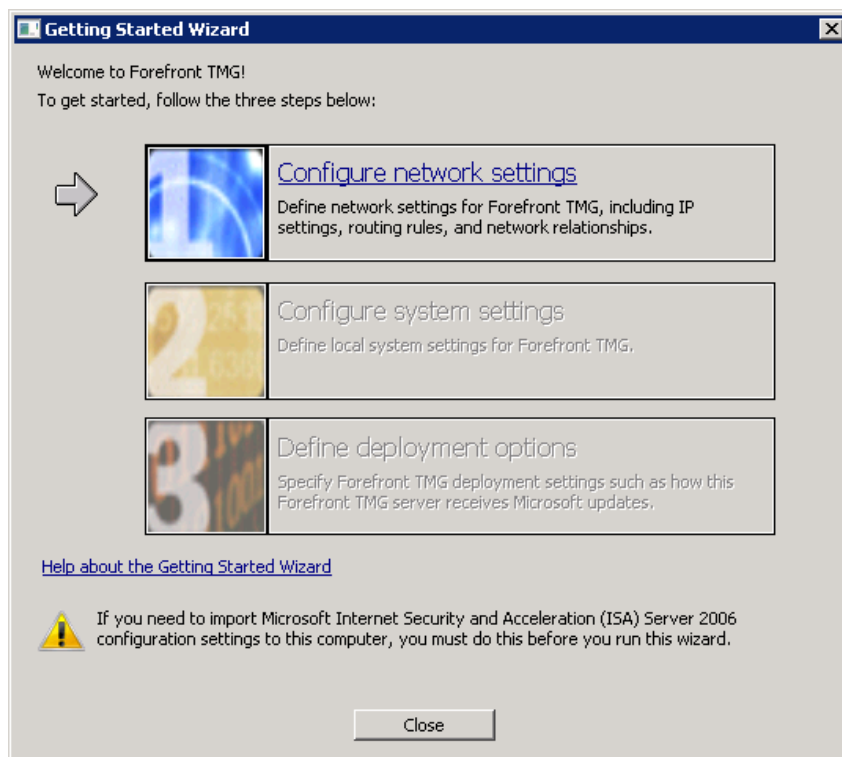 Getting Started Wizard
Welcome to Forefront TMG!
To get started, follow the three steps below:
1
Configure network settings
Define network settings for Forefront TMG, including IP
settings, routing rules, and network relationships.
2
Configure system settings
Define local system settings for Forefront TMG.
3
Define deployment options
Specify Forefront TMG deployment settings such as how this
Forefront TMG server receives Microsoft updates.
Help about the Getting Started Wizard
If you need to import Microsoft Internet Security and Acceleration (ISA) Server 2006
configuration settings to this computer, you must do this before you run this wizard.
Close